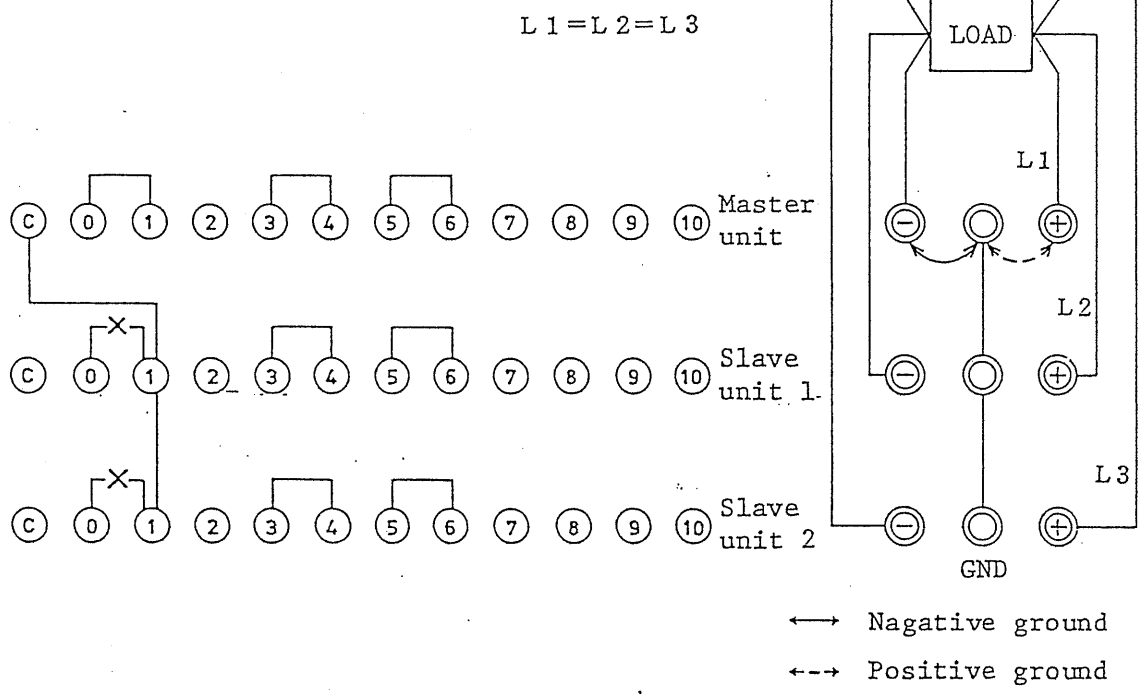 L1=L2=L3
LOAD
L1
C 0 1 2 3 4 5 6 7 8 9 10 Master unit − +
L2
C 0 1 2 3 4 5 6 7 8 9 10 Slave unit 1 − +
L3
C 0 1 2 3 4 5 6 7 8 9 10 Slave unit 2 − +
GND
Nagative ground
Positive ground